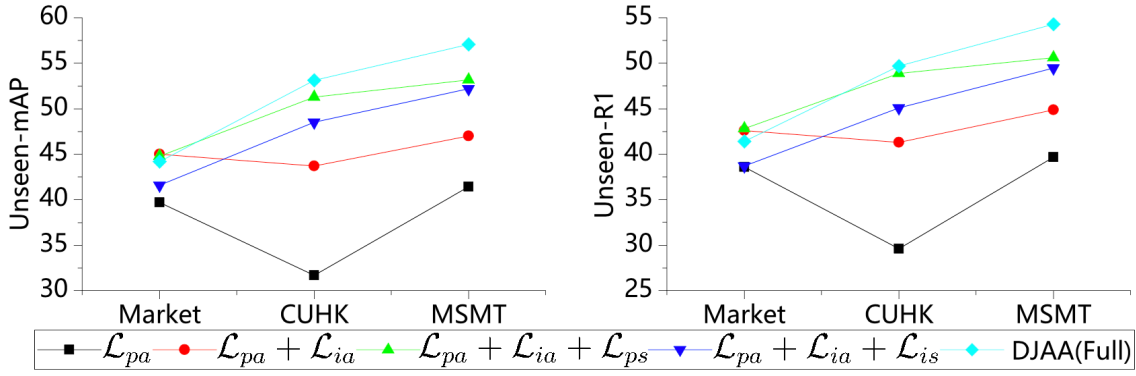 Unseen-mAP
60
55
50
45
40
35
30
Market CUHK MSMT
Unseen-R1
55
50
45
40
35
30
25
Market CUHK MSMT
ℒpa ℒpa + ℒia ℒpa + ℒia + ℒps ℒpa + ℒia + ℒis DJAA(Full)